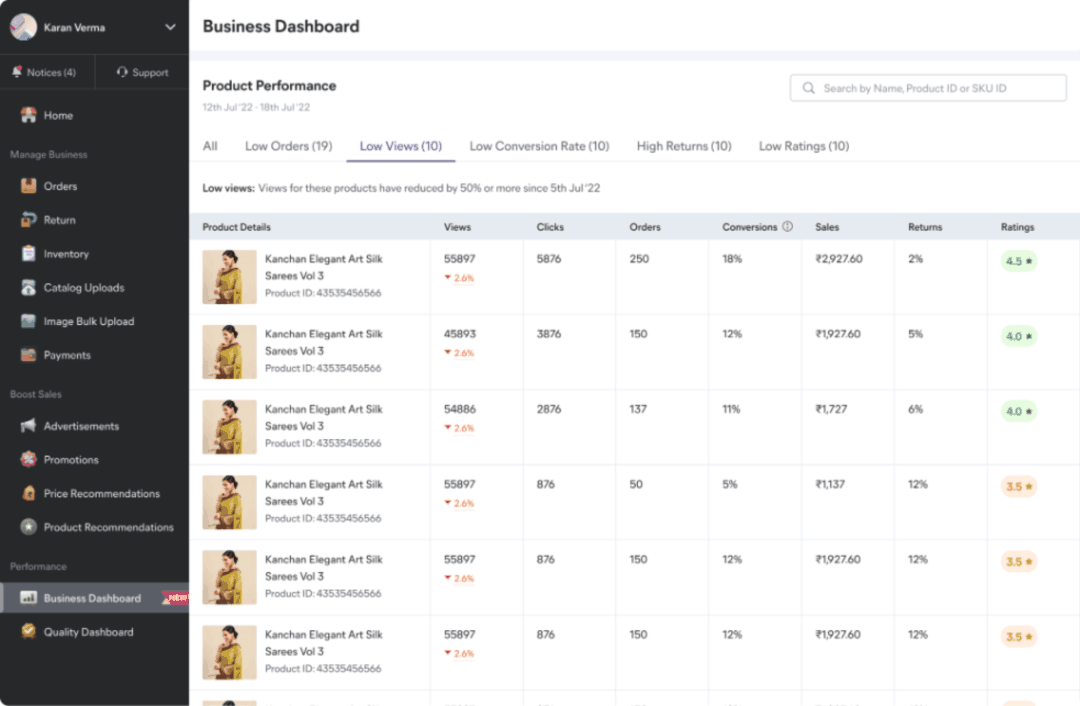 Karan Verma
Notices (4)
Support
Home
Manage Business
Orders
Return
Inventory
Catalog Uploads
Image Bulk Upload
Payments
Boost Sales
Advertisements
Promotions
Price Recommendations
Product Recommendations
Performance
Business Dashboard
NEW!
Quality Dashboard
Business Dashboard
Product Performance
12th Jul '22 - 18th Jul '22
Search by Name, Product ID or SKU ID
All Low Orders (19) Low Views (10) Low Conversion Rate (10) High Returns (10) Low Ratings (10)
Low views: Views for these products have reduced by 50% or more since 5th Jul '22
Product Details Views Clicks Orders Conversions Sales Returns Ratings
Kanchan Elegant Art Silk 55897 5876 250 18% ₹2,927.60 2% 4.5
Sarees Vol 3 2.6%
Product ID: 43535456566
Kanchan Elegant Art Silk 45893 3876 150 12% ₹1,927.60 5% 4.0
Sarees Vol 3 2.6%
Product ID: 43535456566
Kanchan Elegant Art Silk 54886 2876 137 11% ₹1,727 6% 4.0
Sarees Vol 3 2.6%
Product ID: 43535456566
Kanchan Elegant Art Silk 55897 876 50 5% ₹1,137 12% 3.5
Sarees Vol 3 2.6%
Product ID: 43535456566
Kanchan Elegant Art Silk 55897 876 150 12% ₹1,927.60 12% 3.5
Sarees Vol 3 2.6%
Product ID: 43535456566
Kanchan Elegant Art Silk 55897 876 150 12% ₹1,927.60 12% 3.5
Sarees Vol 3 2.6%
Product ID: 43535456566